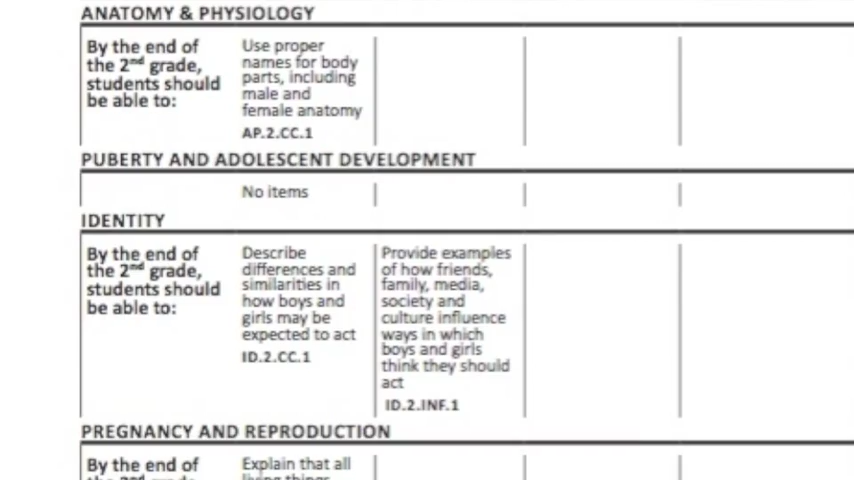 ANATOMY & PHYSIOLOGY
By the end of
the 2nd grade,
students should
be able to:
Use proper
names for body
parts, including
male and
female anatomy
AP.2.CC.1
PUBERTY AND ADOLESCENT DEVELOPMENT
No items
IDENTITY
By the end of
the 2nd grade,
students should
be able to:
Describe
differences and
similarities in
how boys and
girls may be
expected to act
ID.2.CC.1
Provide examples
of how friends,
family, media,
society and
culture influence
ways in which
boys and girls
think they should
act
ID.2.INF.1
PREGNANCY AND REPRODUCTION
By the end of
the 2nd grade,
Explain that all
living things